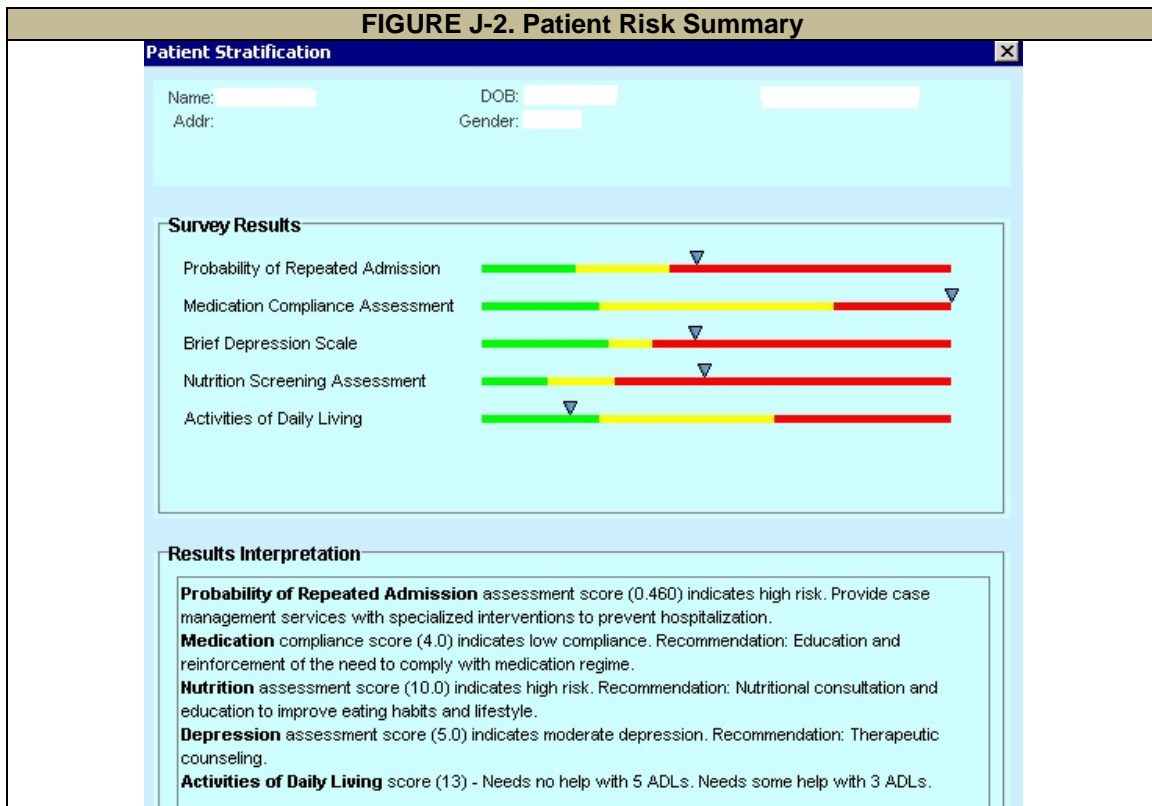 FIGURE J-2. Patient Risk Summary
Patient Stratification
Name:
DOB:
Addr:
Gender:
Survey Results
Probability of Repeated Admission
Medication Compliance Assessment
Brief Depression Scale
Nutrition Screening Assessment
Activities of Daily Living
Results Interpretation
Probability of Repeated Admission assessment score (0.460) indicates high risk. Provide case
management services with specialized interventions to prevent hospitalization.
Medication compliance score (4.0) indicates low compliance. Recommendation: Education and
reinforcement of the need to comply with medication regime.
Nutrition assessment score (10.0) indicates high risk. Recommendation: Nutritional consultation and
education to improve eating habits and lifestyle.
Depression assessment score (5.0) indicates moderate depression. Recommendation: Therapeutic
counseling.
Activities of Daily Living score (13) - Needs no help with 5 ADLs. Needs some help with 3 ADLs.